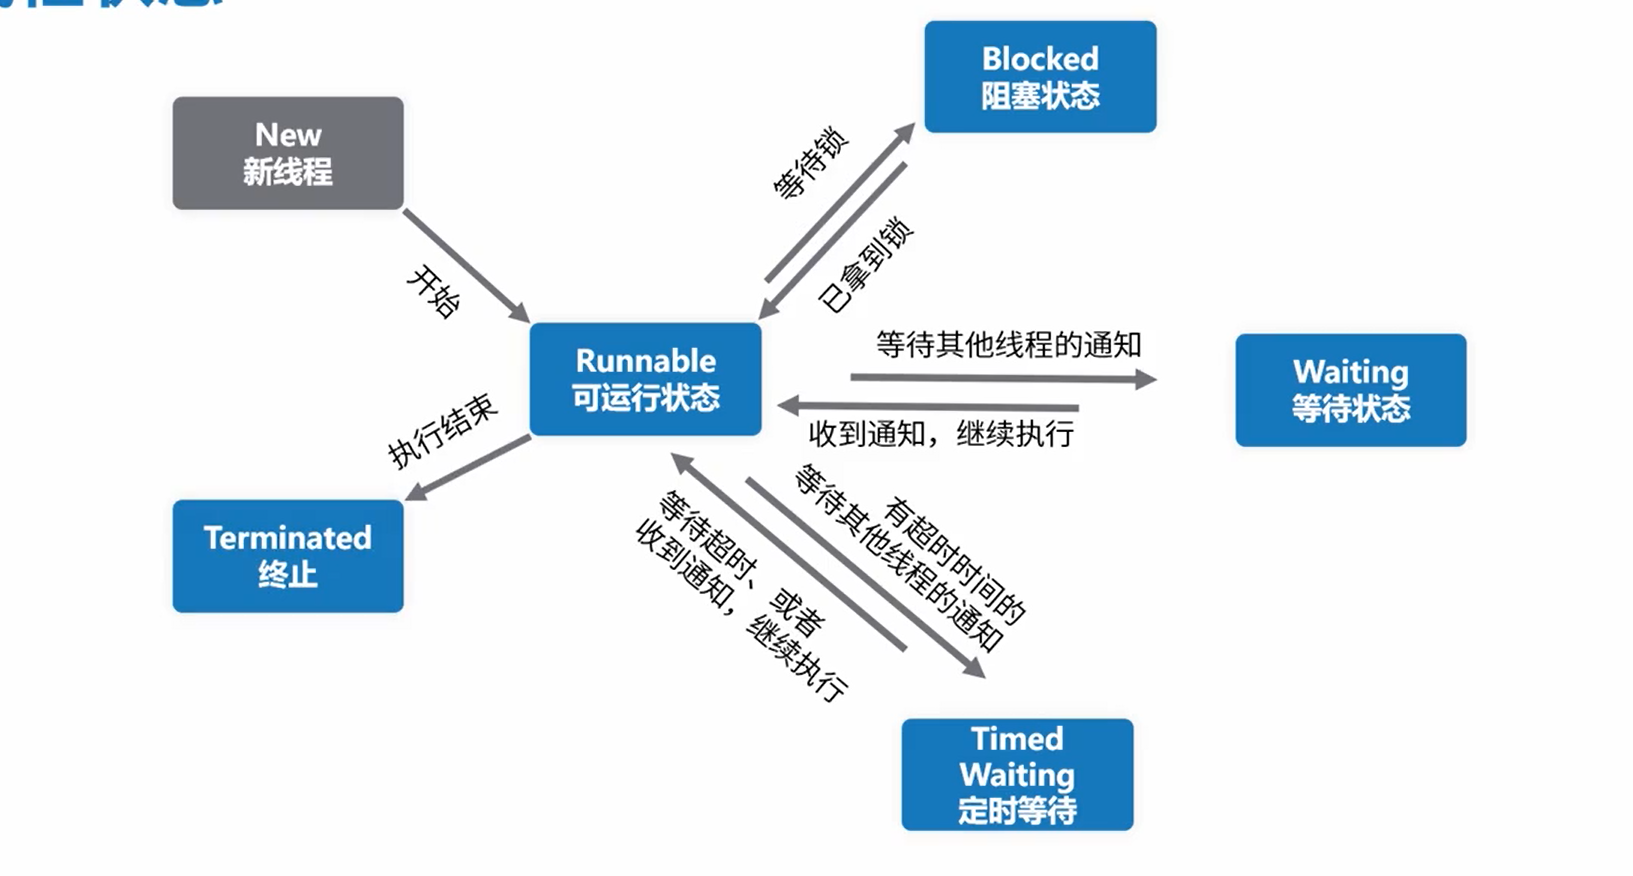 Blocked
阻塞状态
New
新线程
等待锁
已拿到锁
开始
等待其他线程的通知
Runnable
可运行状态
Waiting
等待状态
收到通知，继续执行
执行结束
有超时时间的
等待其他线程的通知
等待超时、或者
收到通知，继续执行
Terminated
终止
Timed
Waiting
定时等待